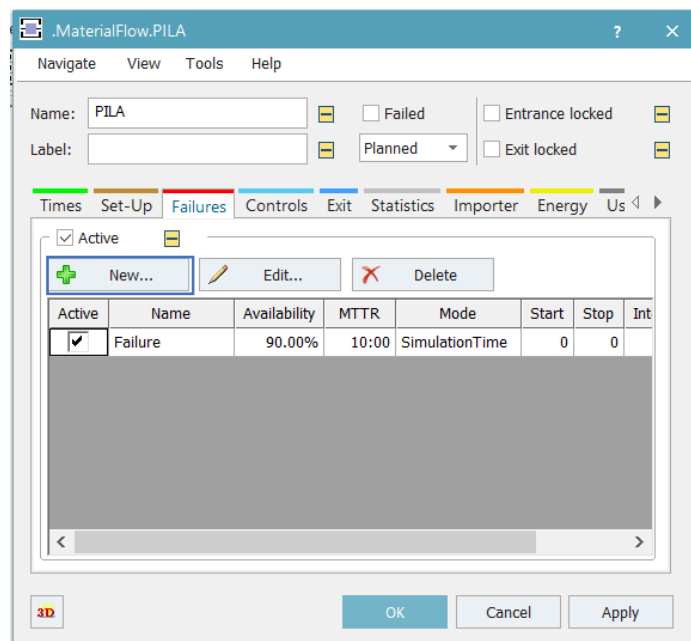 .MaterialFlow.PILA ?
Navigate View Tools Help
Name: PILA Failed Entrance locked
Label: Planned Exit locked
Times Set-Up Failures Controls Exit Statistics Importer Energy Us
Active
New... Edit... Delete
Active Name Availability MTTR Mode Start Stop Int
Failure 90.00% 10:00 SimulationTime 0 0
3D OK Cancel Apply